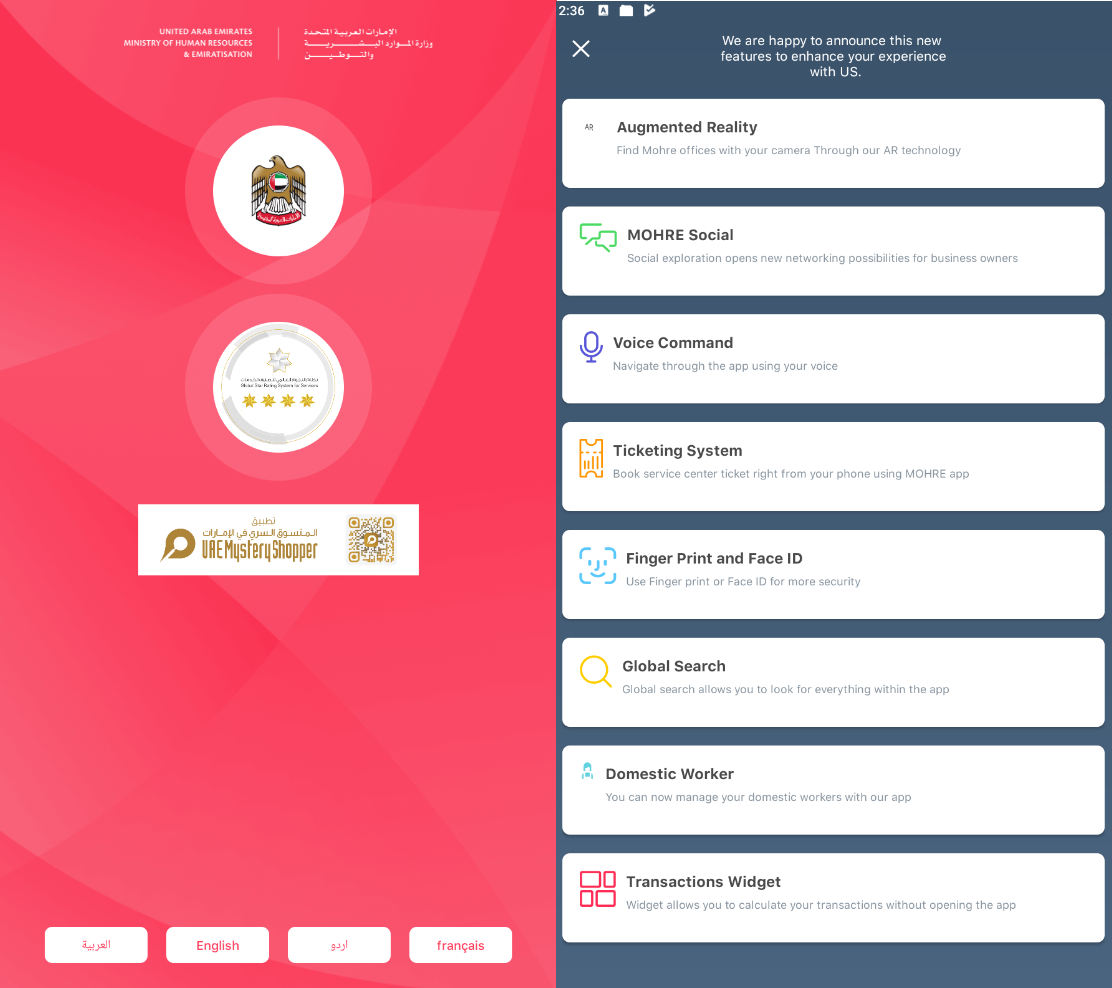 UNITED ARAB EMIRATES
MINISTRY OF HUMAN RESOURCES
& EMIRATISATION
الإمارات العربية المتحدة
وزارة الموارد البشرية
والتوطين
Global Star Rating System for Services
تطبيق
المتسوق السري في الإمارات
UAE Mystery Shopper
العربية
English
اردو
français
2:36
We are happy to announce this new
features to enhance your experience
with US.
AR
Augmented Reality
Find Mohre offices with your camera Through our AR technology
MOHRE Social
Social exploration opens new networking possibilities for business owners
Voice Command
Navigate through the app using your voice
Ticketing System
Book service center ticket right from your phone using MOHRE app
Finger Print and Face ID
Use Finger print or Face ID for more security
Global Search
Global search allows you to look for everything within the app
Domestic Worker
You can now manage your domestic workers with our app
Transactions Widget
Widget allows you to calculate your transactions without opening the app